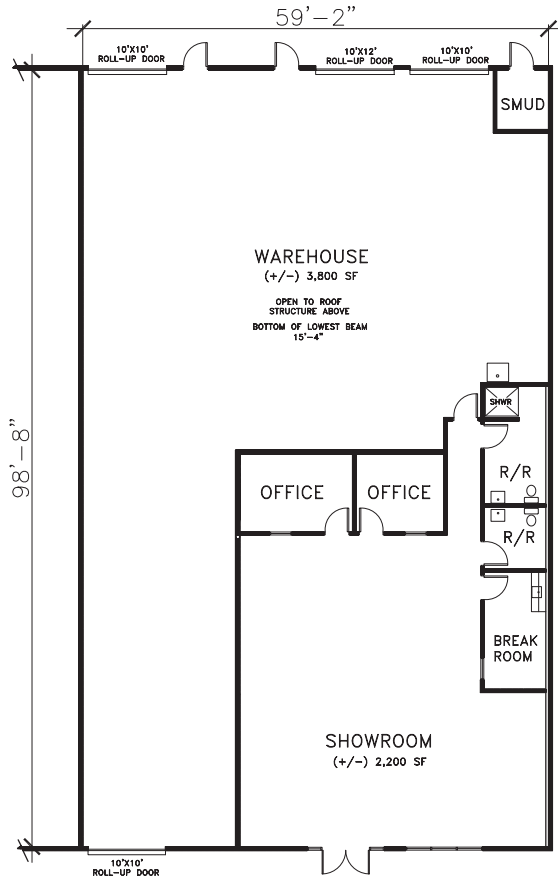 59'-2"
10'X10'
ROLL-UP DOOR
10'X12'
ROLL-UP DOOR
10'X10'
ROLL-UP DOOR
SMUD
WAREHOUSE
(+/-) 3,800 SF
OPEN TO ROOF
STRUCTURE ABOVE
BOTTOM OF LOWEST BEAM
15'-4"
98'-8"
SHWR
R/R
OFFICE
OFFICE
R/R
BREAK
ROOM
SHOWROOM
(+/-) 2,200 SF
10'X10'
ROLL-UP DOOR